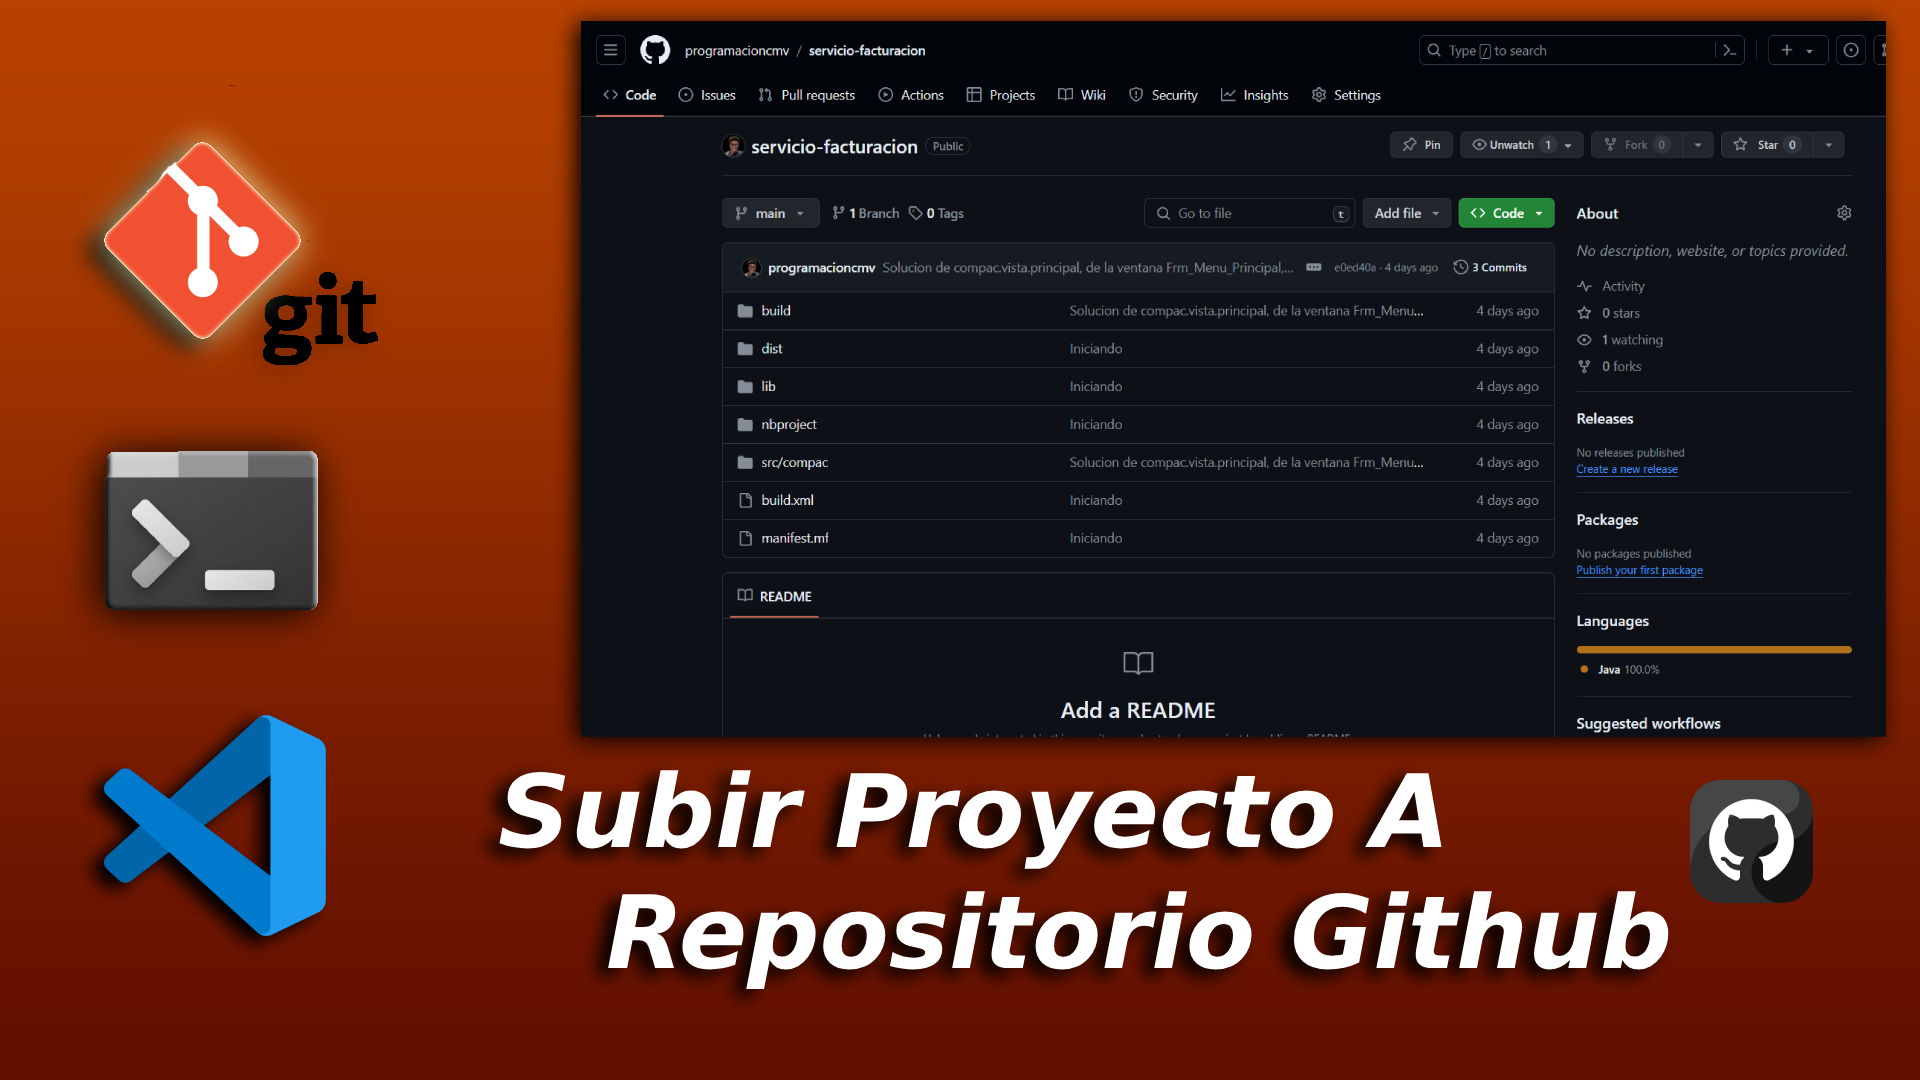 git
programacioncmv / servicio-facturacion
Type / to search
Code Issues Pull requests Actions Projects Wiki Security Insights Settings
servicio-facturacion Public
Pin Unwatch 1 Fork 0 Star 0
main 1 Branch 0 Tags Go to file t Add file Code
programacioncmv Solucion de compac.vista.principal, de la ventana Frm_Menu_Principal,... e0ed40a · 4 days ago 3 Commits
build Solucion de compac.vista.principal, de la ventana Frm_Menu... 4 days ago
dist Iniciando 4 days ago
lib Iniciando 4 days ago
nbproject Iniciando 4 days ago
src/compac Solucion de compac.vista.principal, de la ventana Frm_Menu... 4 days ago
build.xml Iniciando 4 days ago
manifest.mf Iniciando 4 days ago
README
Add a README
About
No description, website, or topics provided.
Activity
0 stars
1 watching
0 forks
Releases
No releases published
Create a new release
Packages
No packages published
Publish your first package
Languages
Java 100.0%
Suggested workflows
Subir Proyecto A
Repositorio Github